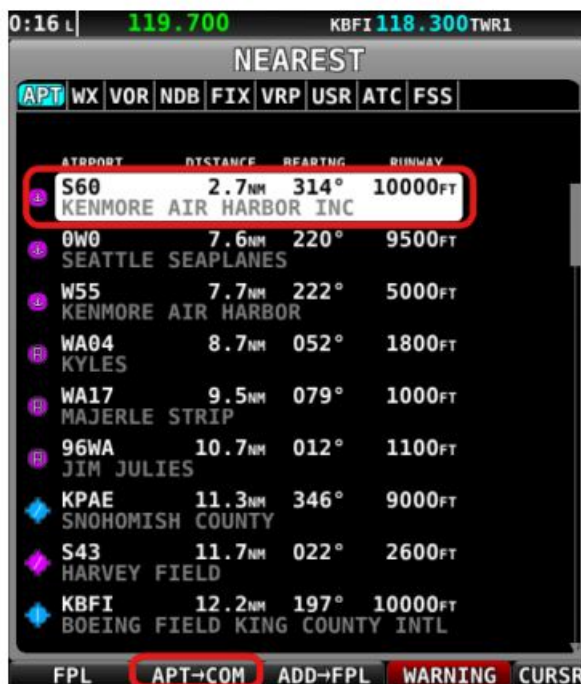 0:16 L 119.700 KBFI 118.300 TWR1
NEAREST
APT WX VOR NDB FIX VRP USR ATC FSS
AIRPORT DISTANCE BEARING RUNWAY
S60 2.7NM 314° 10000FT
KENMORE AIR HARBOR INC
0W0 7.6NM 220° 9500FT
SEATTLE SEAPLANES
W55 7.7NM 222° 5000FT
KENMORE AIR HARBOR
WA04 8.7NM 052° 1800FT
R KYLES
WA17 9.5NM 079° 1000FT
R MAJERLE STRIP
96WA 10.7NM 012° 1100FT
R JIM JULIES
KPAE 11.3NM 346° 9000FT
SNOHOMISH COUNTY
S43 11.7NM 022° 2600FT
HARVEY FIELD
KBFI 12.2NM 197° 10000FT
BOEING FIELD KING COUNTY INTL
FPL APT→COM ADD→FPL WARNING CURSR